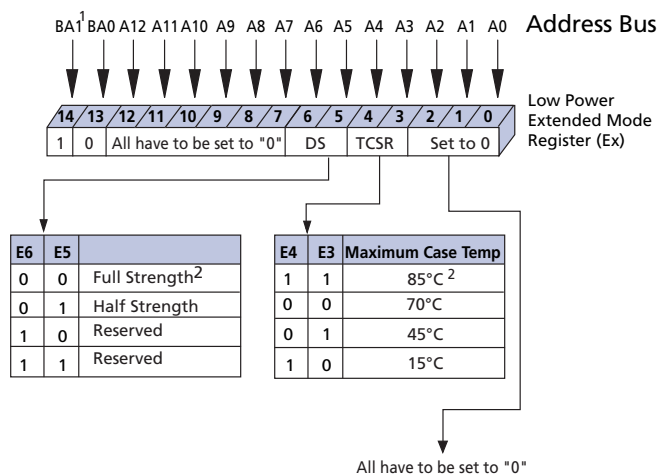 BA1¹ BA0 A12 A11 A10 A9 A8 A7 A6 A5 A4 A3 A2 A1 A0 Address Bus
14 13 12 11 10 9 8 7 6 5 4 3 2 1 0
1 0 All have to be set to "0" DS TCSR Set to 0
Low Power
Extended Mode
Register (Ex)
E6 E5
0 0 Full Strength²
0 1 Half Strength
1 0 Reserved
1 1 Reserved
E4 E3 Maximum Case Temp
1 1 85°C ²
0 0 70°C
0 1 45°C
1 0 15°C
All have to be set to "0"